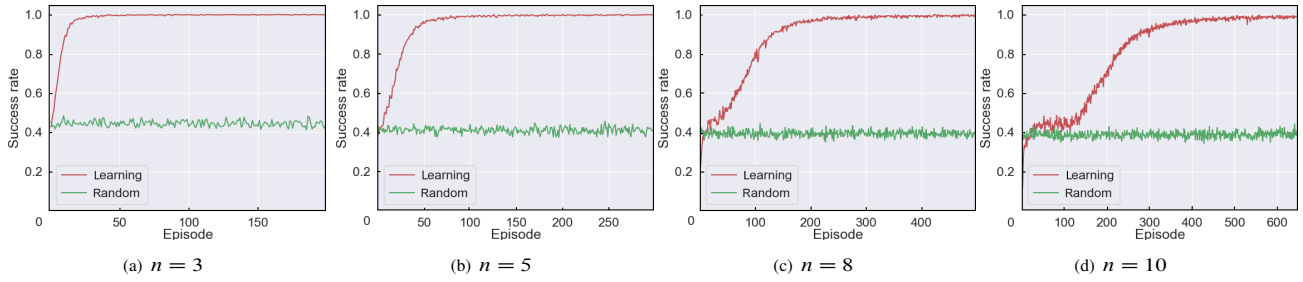 Success rate
1.0
0.8
0.6
0.4
0.2
0
Learning
Random
50
100
150
Episode
(a) n = 3
Success rate
1.0
0.8
0.6
0.4
0.2
0
Learning
Random
50
100
150
200
250
Episode
(b) n = 5
Success rate
1.0
0.8
0.6
0.4
0.2
0
Learning
Random
100
200
300
400
Episode
(c) n = 8
Success rate
1.0
0.8
0.6
0.4
0.2
0
Learning
Random
100
200
300
400
500
600
Episode
(d) n = 10